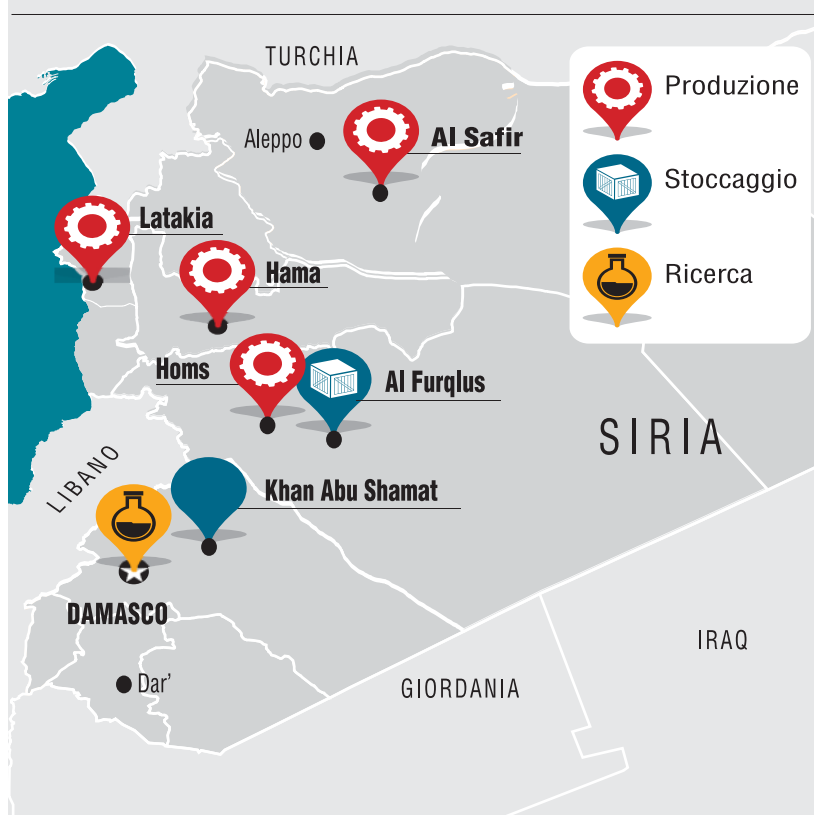 TURCHIA
Produzione
Aleppo
Al Safir
Stoccaggio
Latakia
Ricerca
Hama
Homs
Al Furqlus
SIRIA
LIBANO
Khan Abu Shamat
DAMASCO
IRAQ
Dar'
GIORDANIA